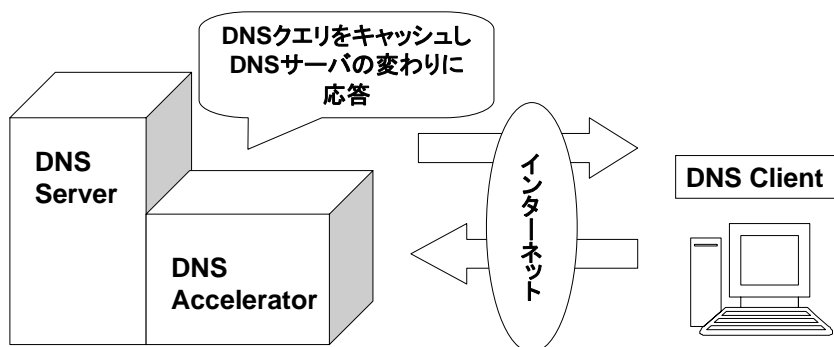 DNSクエリをキャッシュし
DNSサーバの変わりに
応答
DNS
Server
DNS
Accelerator
インターネット
DNS Client